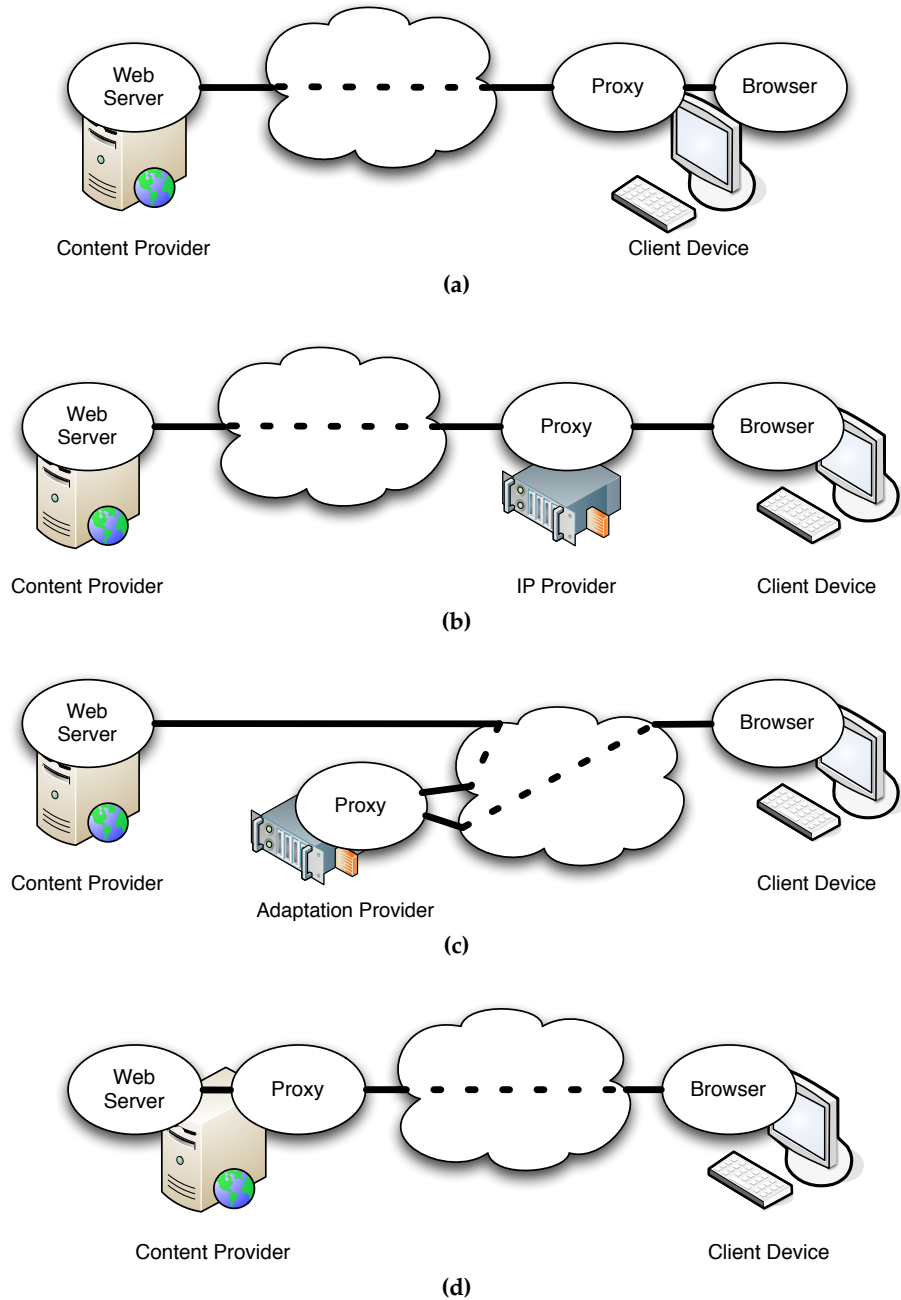 Web
Server
Proxy
Browser
Content Provider
Client Device
(a)
Web
Server
Proxy
Browser
Content Provider
IP Provider
Client Device
(b)
Web
Server
Browser
Proxy
Content Provider
Client Device
Adaptation Provider
(c)
Web
Server
Proxy
Browser
Content Provider
Client Device
(d)